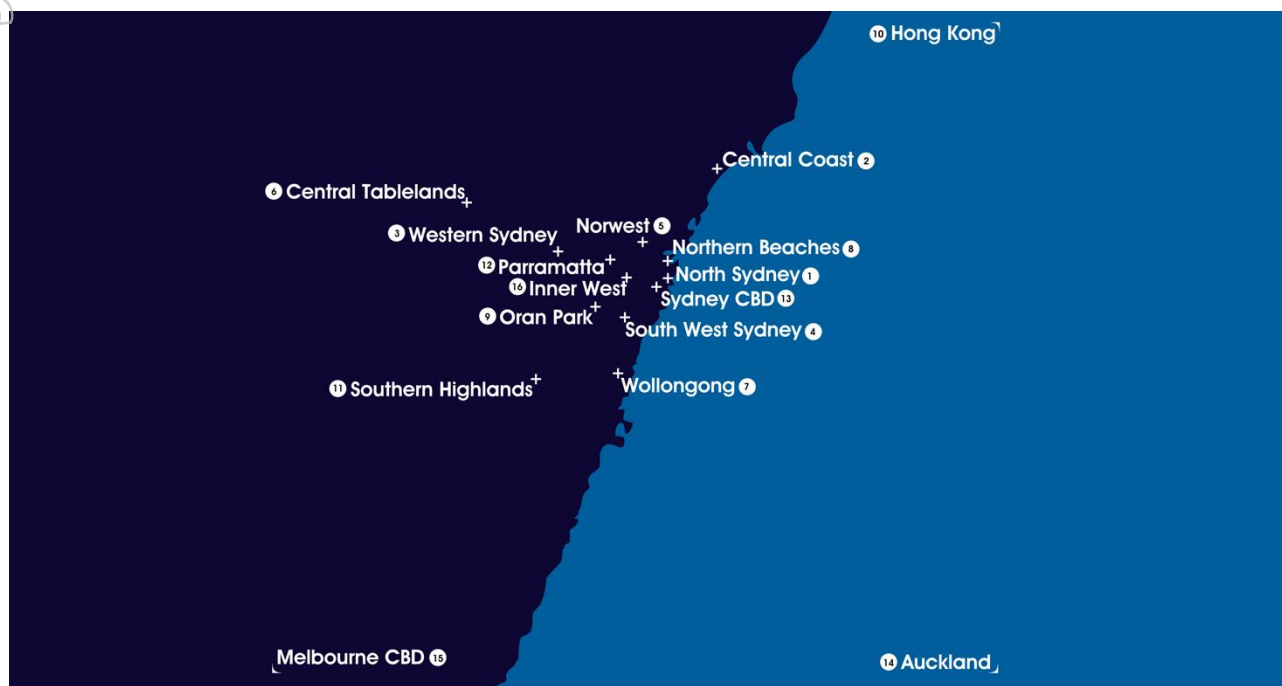 10 Hong Kong
Central Coast 2
6 Central Tablelands
Norwest 5
3 Western Sydney
Northern Beaches 8
12 Parramatta
North Sydney 1
16 Inner West
Sydney CBD 13
9 Oran Park
South West Sydney 4
11 Southern Highlands
Wollongong 7
Melbourne CBD 15
14 Auckland